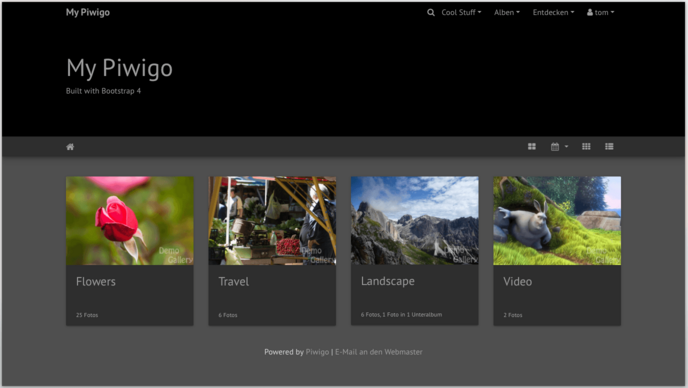 My Piwigo
Cool Stuff Alben Entdecken tom
My Piwigo
Built with Bootstrap 4
Demo
Gallery
Demo
Gallery
Demo
Gallery
Demo
Gallery
Flowers
Travel
Landscape
Video
25 Fotos
6 Fotos
6 Fotos, 1 Foto in 1 Unteralbum
2 Fotos
Powered by Piwigo | E-Mail an den Webmaster